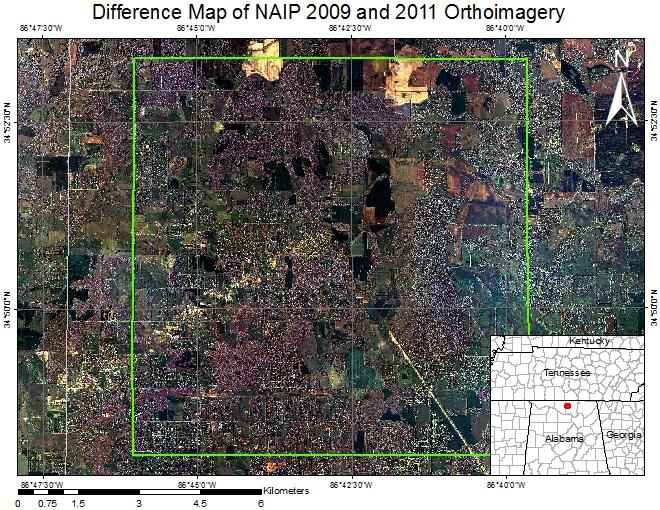 Difference Map of NAIP 2009 and 2011 Orthoimagery
86°47'30"W 86°45'0"W 86°42'30"W 86°40'0"W
N
34°52'30"N 34°52'30"N
34°50'0"N 34°50'0"N
Kentucky
Tennessee
Alabama Georgia
86°47'30"W 86°45'0"W 86°42'30"W 86°40'0"W
Kilometers
0 0.75 1.5 3 4.5 6